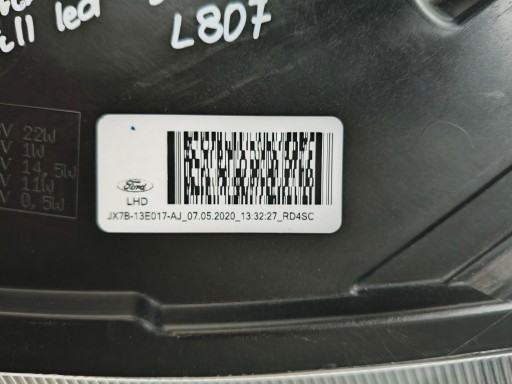 ll led
L807
V 22W
V 1W
V 14,5W
V 11W
V 0,5W
Ford
LHD
JX7B-13E017-AJ_07.05.2020_13:32:27_RD4SC